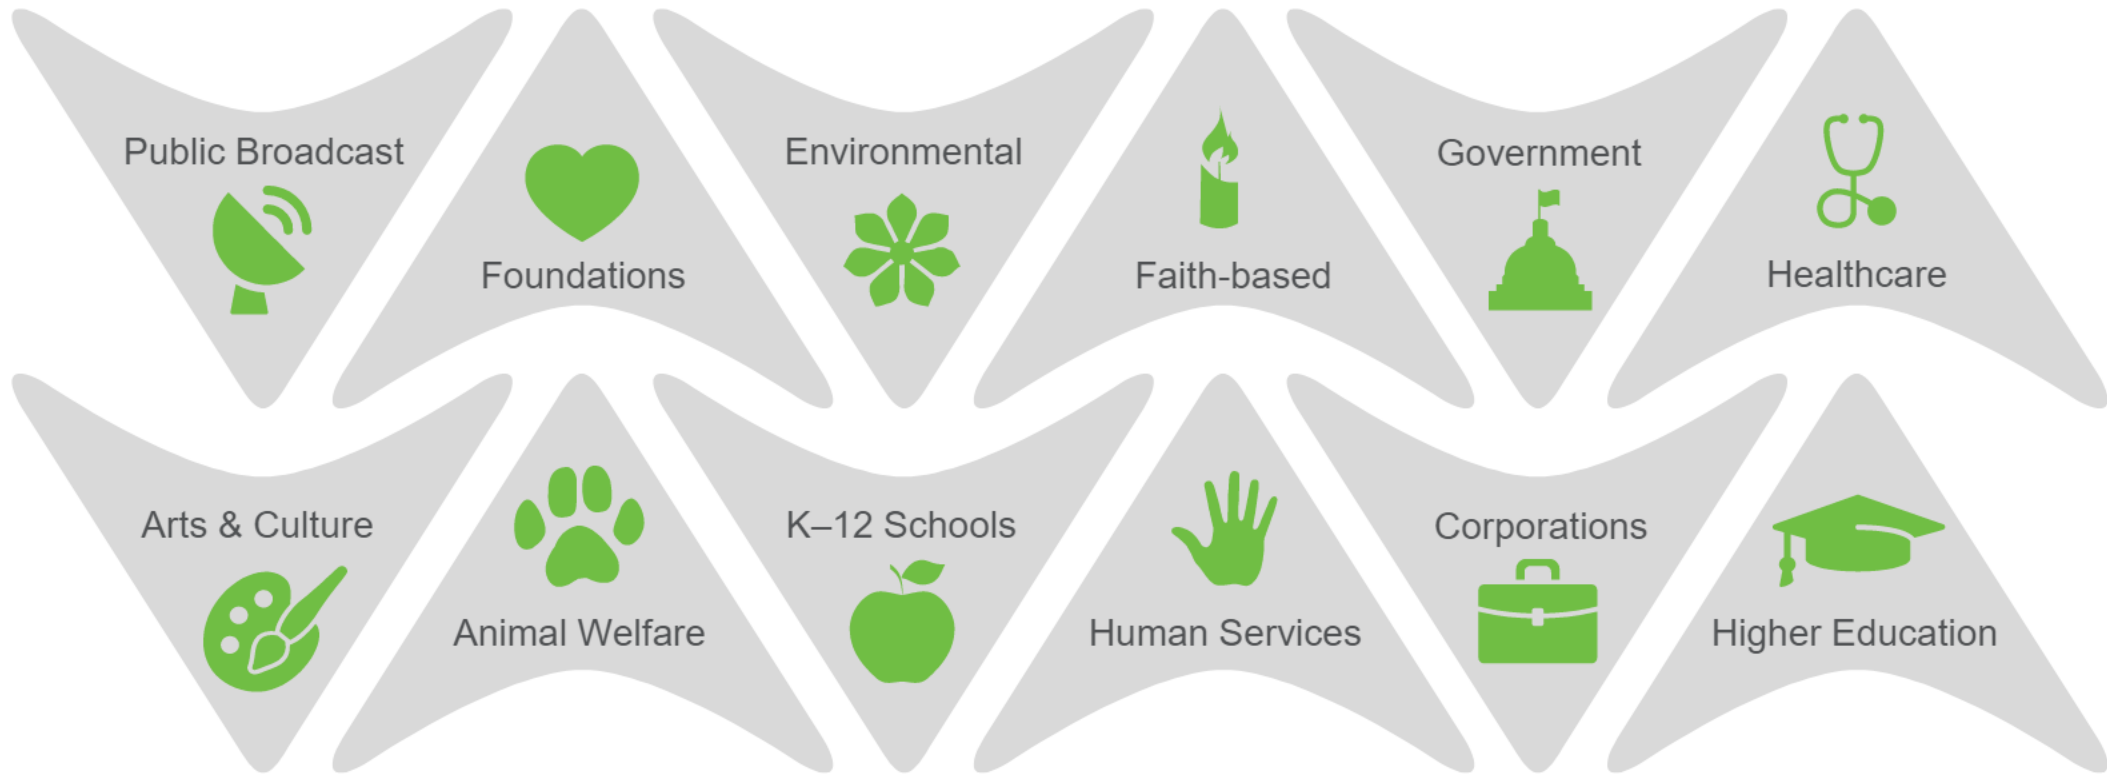 Public Broadcast
Foundations
Environmental
Faith-based
Government
Healthcare
Arts & Culture
Animal Welfare
K–12 Schools
Human Services
Corporations
Higher Education